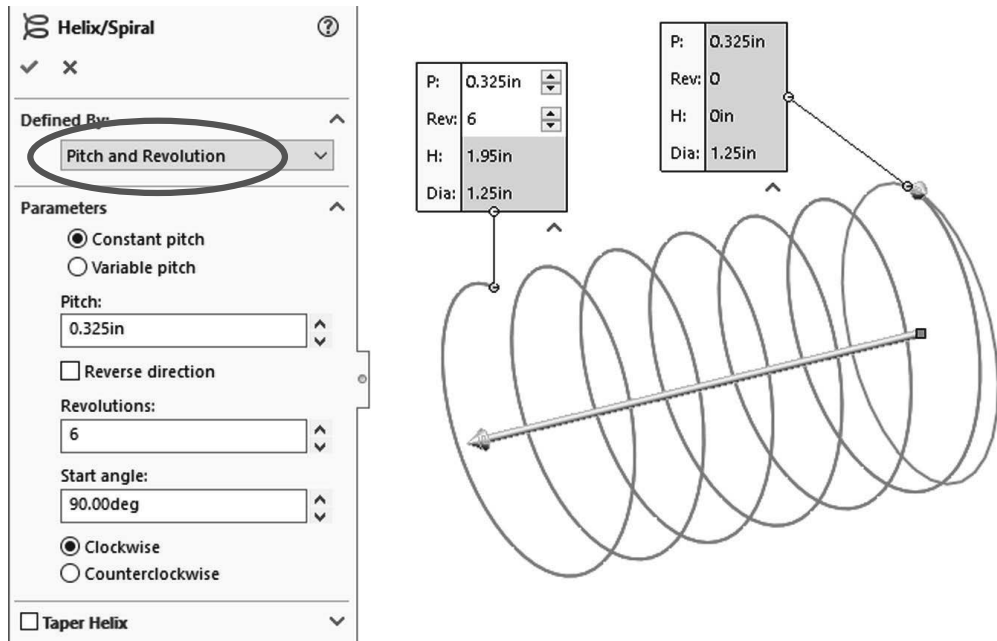 Helix/Spiral
Defined By:
Pitch and Revolution
Parameters
Constant pitch
Variable pitch
Pitch:
0.325in
Reverse direction
Revolutions:
6
Start angle:
90.00deg
Clockwise
Counterclockwise
Taper Helix
P: 0.325in
Rev: 6
H: 1.95in
Dia: 1.25in
P: 0.325in
Rev: 0
H: 0in
Dia: 1.25in